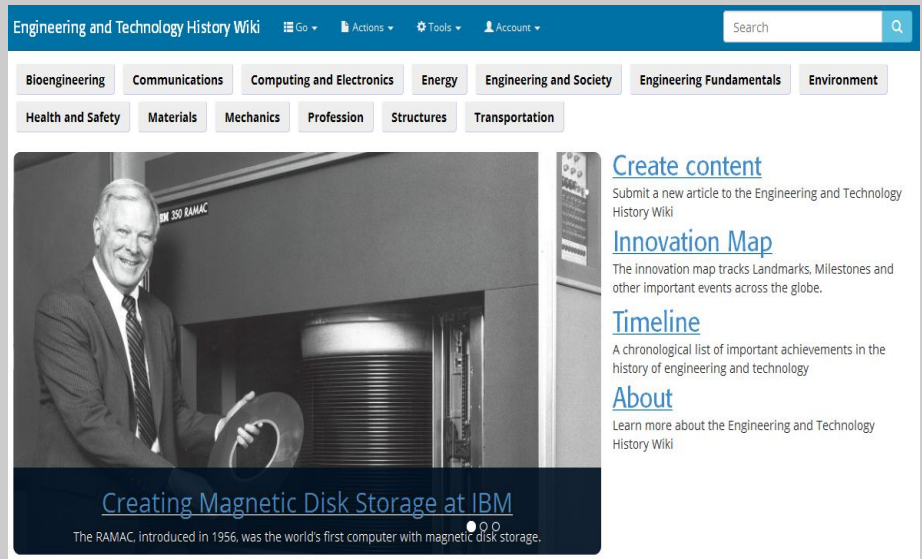 Engineering and Technology History Wiki Go Actions Tools Account Search
Bioengineering Communications Computing and Electronics Energy Engineering and Society Engineering Fundamentals Environment
Health and Safety Materials Mechanics Profession Structures Transportation
IBM 350 RAMAC
Creating Magnetic Disk Storage at IBM
The RAMAC, introduced in 1956, was the world's first computer with magnetic disk storage.
Create content
Submit a new article to the Engineering and Technology
History Wiki
Innovation Map
The innovation map tracks Landmarks, Milestones and
other important events across the globe.
Timeline
A chronological list of important achievements in the
history of engineering and technology
About
Learn more about the Engineering and Technology
History Wiki